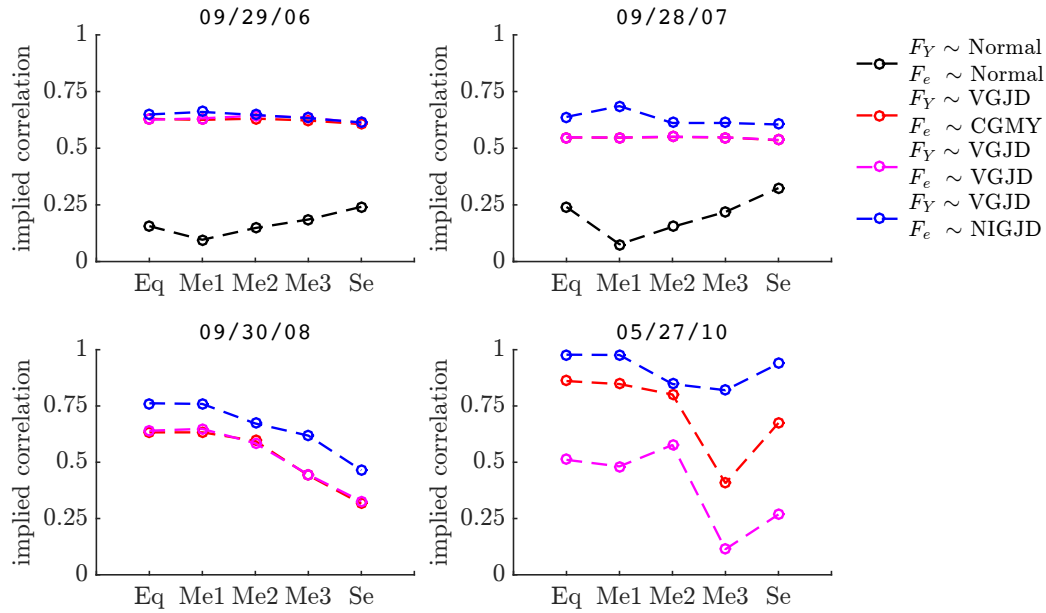 09/29/06
1
0.75
0.5
0.25
0
implied correlation
Eq Me1 Me2 Me3 Se
09/28/07
1
0.75
0.5
0.25
0
implied correlation
Eq Me1 Me2 Me3 Se
F_Y ∼ Normal
F_e ∼ Normal
F_Y ∼ VGJD
F_e ∼ CGMY
F_Y ∼ VGJD
F_e ∼ VGJD
F_Y ∼ VGJD
F_e ∼ NIGJD
09/30/08
1
0.75
0.5
0.25
0
implied correlation
Eq Me1 Me2 Me3 Se
05/27/10
1
0.75
0.5
0.25
0
implied correlation
Eq Me1 Me2 Me3 Se